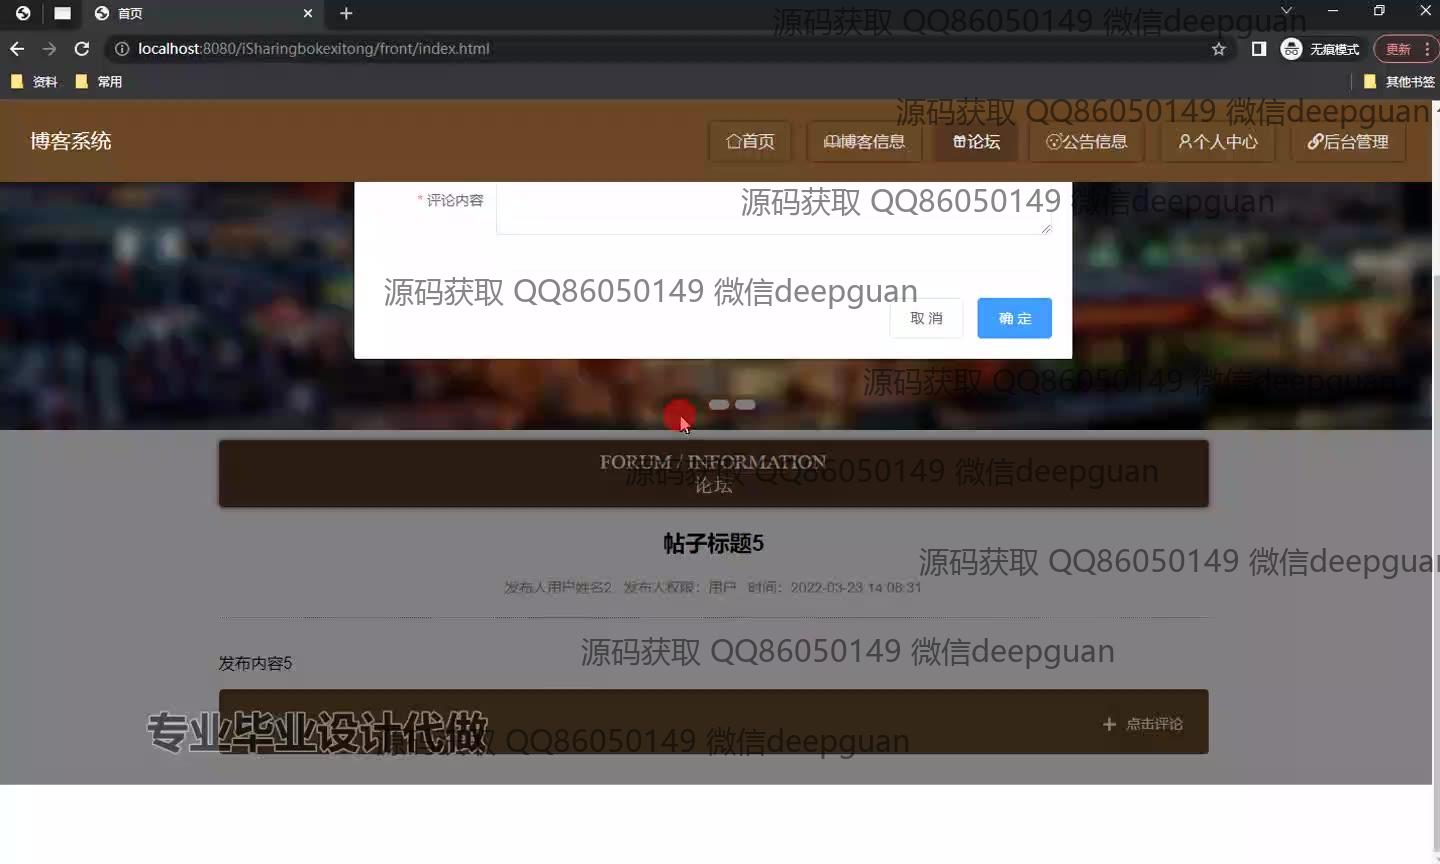 首页
源码获取 QQ86050149 微信deepguan
localhost:8080/iSharingbokexitong/front/index.html
无痕模式
更新
资料
常用
其他书签
源码获取 QQ86050149 微信deepguan
博客系统
首页
博客信息
论坛
公告信息
个人中心
后台管理
* 评论内容
源码获取 QQ86050149 微信deepguan
源码获取 QQ86050149 微信deepguan
取 消
确 定
源码获取 QQ86050149 微信deepguan
FORUM / INFORMATION
源码获取 QQ86050149 微信deepguan
论坛
帖子标题5
源码获取 QQ86050149 微信deepguan
发布人用户姓名2 发布人权限：用户 时间：2022-03-23 14:08:31
源码获取 QQ86050149 微信deepguan
发布内容5
专业毕业设计代做
点击评论
源码获取 QQ86050149 微信deepguan